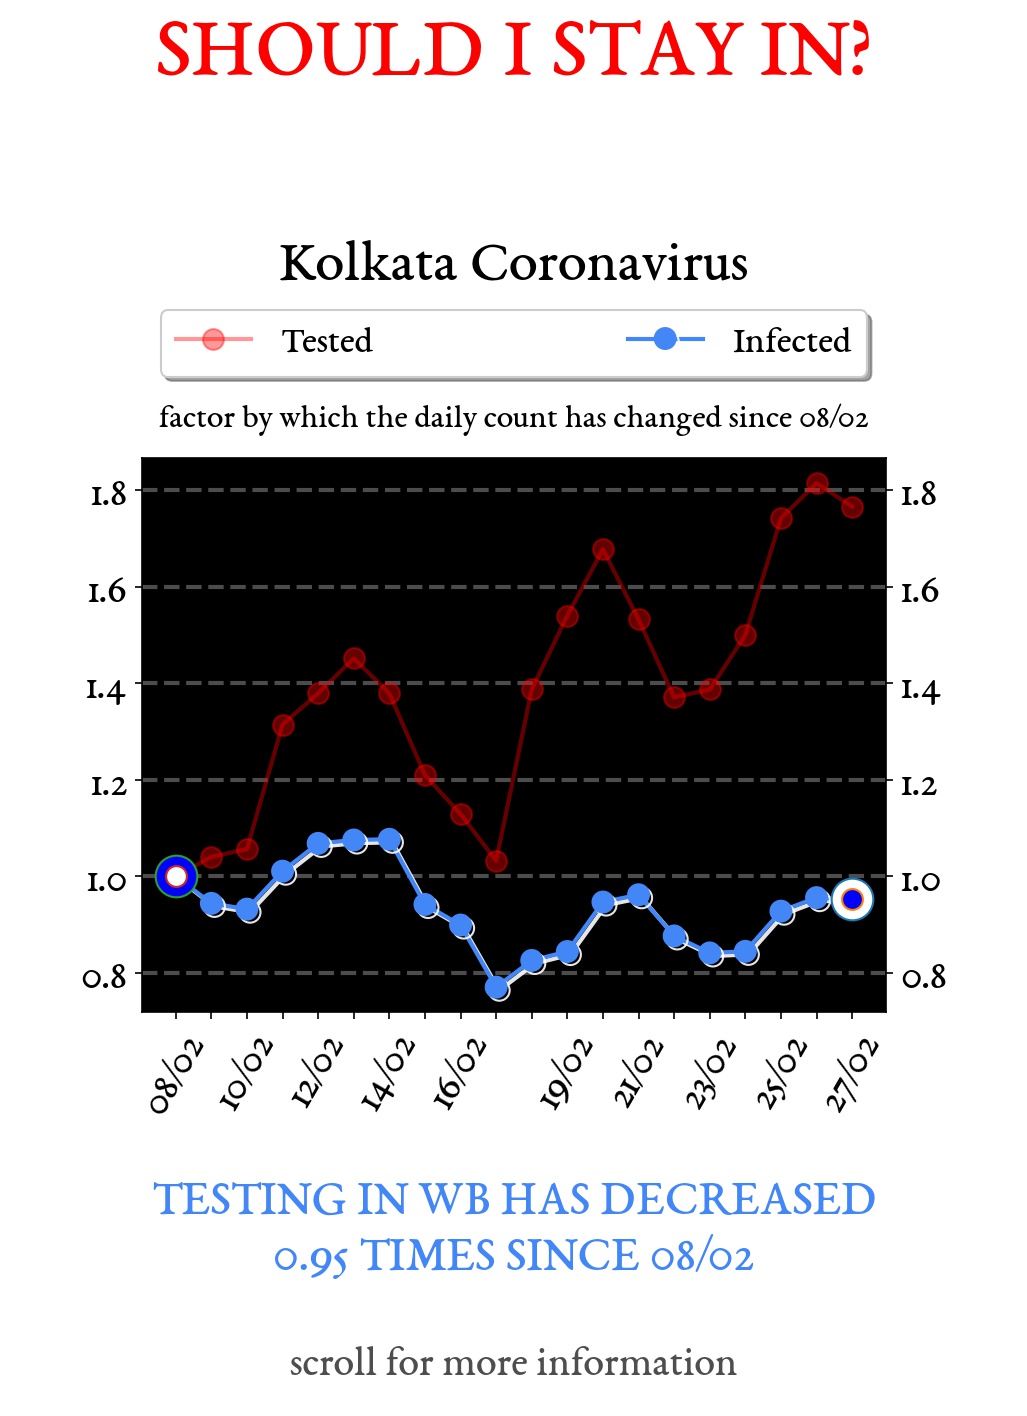 SHOULD I STAY IN?
Kolkata Coronavirus
Tested Infected
factor by which the daily count has changed since 08/02
1.8 1.8
1.6 1.6
1.4 1.4
1.2 1.2
1.0 1.0
0.8 0.8
08/02 10/02 12/02 14/02 16/02 19/02 21/02 23/02 25/02 27/02
TESTING IN WB HAS DECREASED
0.95 TIMES SINCE 08/02
scroll for more information